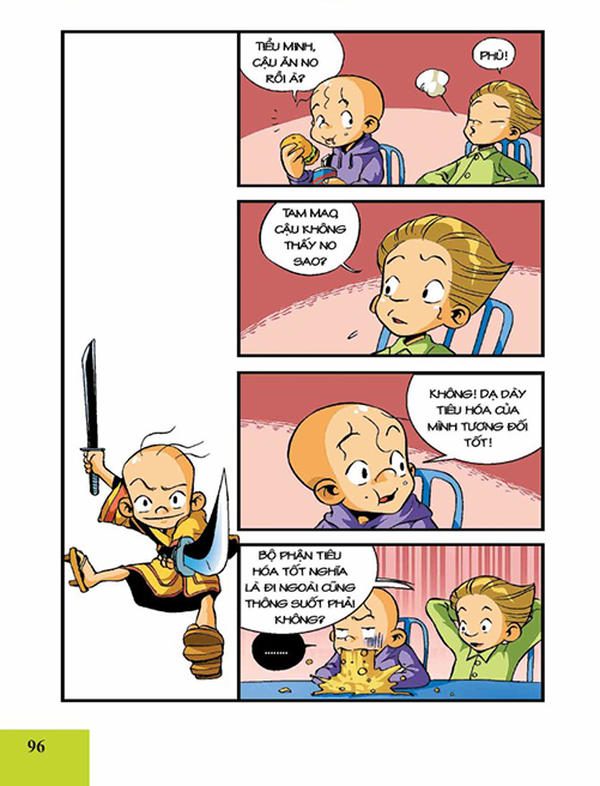 TIỂU MINH,
CẬU ĂN NO
RỒI À?
PHÙ!
TAM MAO,
CẬU KHÔNG
THẤY NO
SAO?
KHÔNG! DẠ DÀY
TIÊU HÓA CỦA
MÌNH TƯƠNG ĐỐI
TỐT!
BỘ PHẬN TIÊU
HÓA TỐT NGHĨA
LÀ ĐI NGOÀI CŨNG
THÔNG SUỐT PHẢI
KHÔNG?
........
96